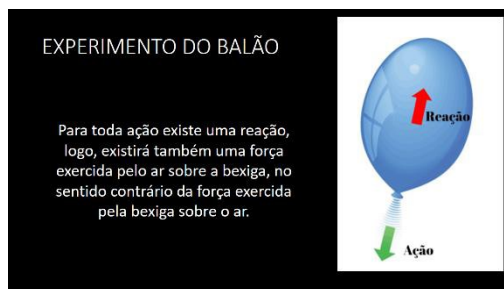 EXPERIMENTO DO BALÃO
Para toda ação existe uma reação,
logo, existirá também uma força
exercida pelo ar sobre a bexiga, no
sentido contrário da força exercida
pela bexiga sobre o ar.
Reação
Ação